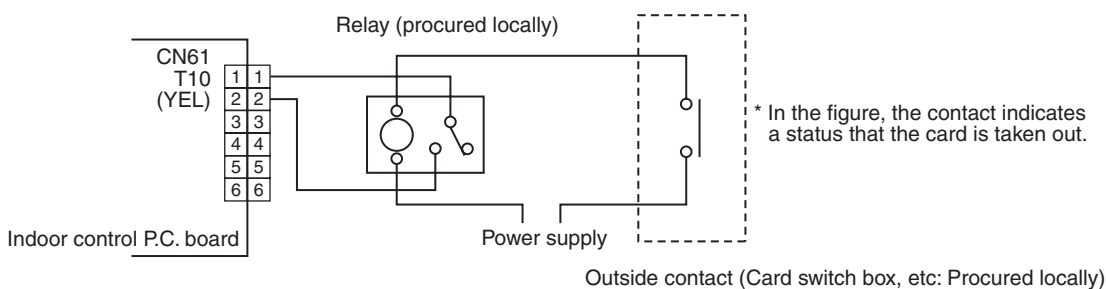 Relay (procured locally)
CN61
T10
(YEL)
1 1
2 2
3 3
4 4
5 5
6 6
* In the figure, the contact indicates
a status that the card is taken out.
Indoor control P.C. board
Power supply
Outside contact (Card switch box, etc: Procured locally)